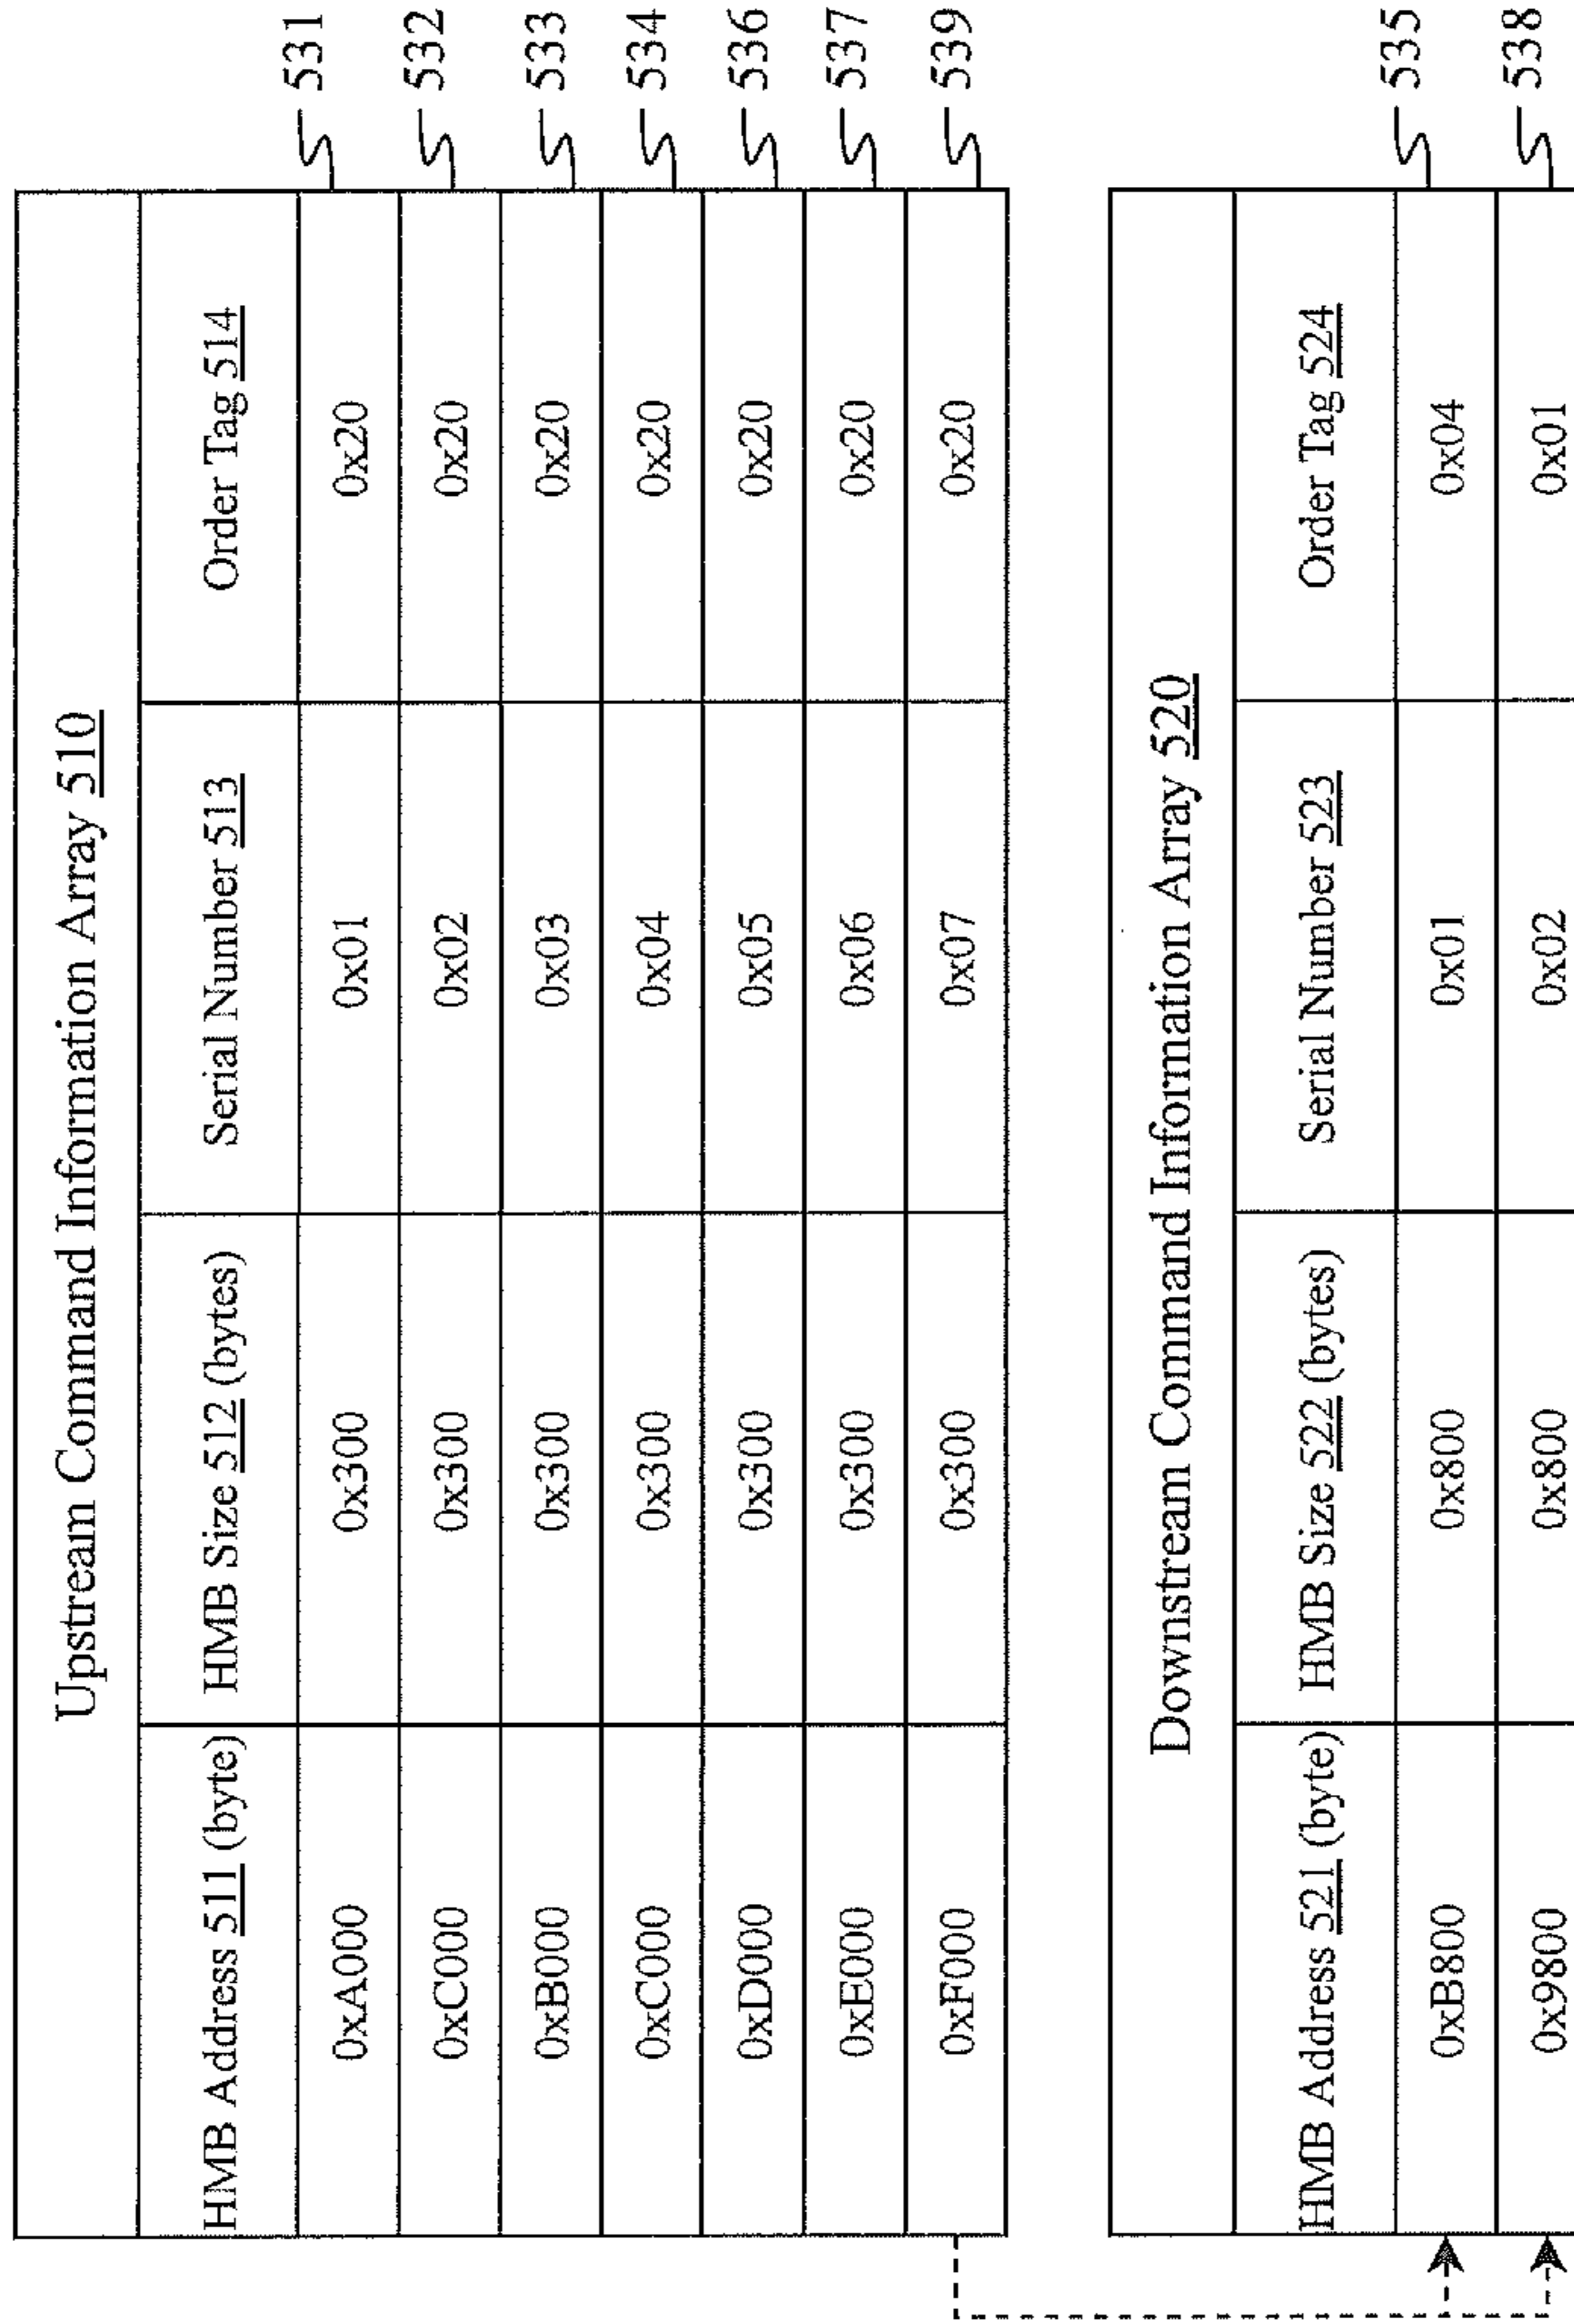 Upstream Command Information Array 510
HMB Address 511 (byte) HMB Size 512 (bytes) Serial Number 513 Order Tag 514
0xA000 0x300 0x01 0x20 531
0xC000 0x300 0x02 0x20 532
0xB000 0x300 0x03 0x20 533
0xC000 0x300 0x04 0x20 534
0xD000 0x300 0x05 0x20 536
0xE000 0x300 0x06 0x20 537
0xF000 0x300 0x07 0x20 539
Downstream Command Information Array 520
HMB Address 521 (byte) HMB Size 522 (bytes) Serial Number 523 Order Tag 524
0xB800 0x800 0x01 0x04 535
0x9800 0x800 0x02 0x01 538